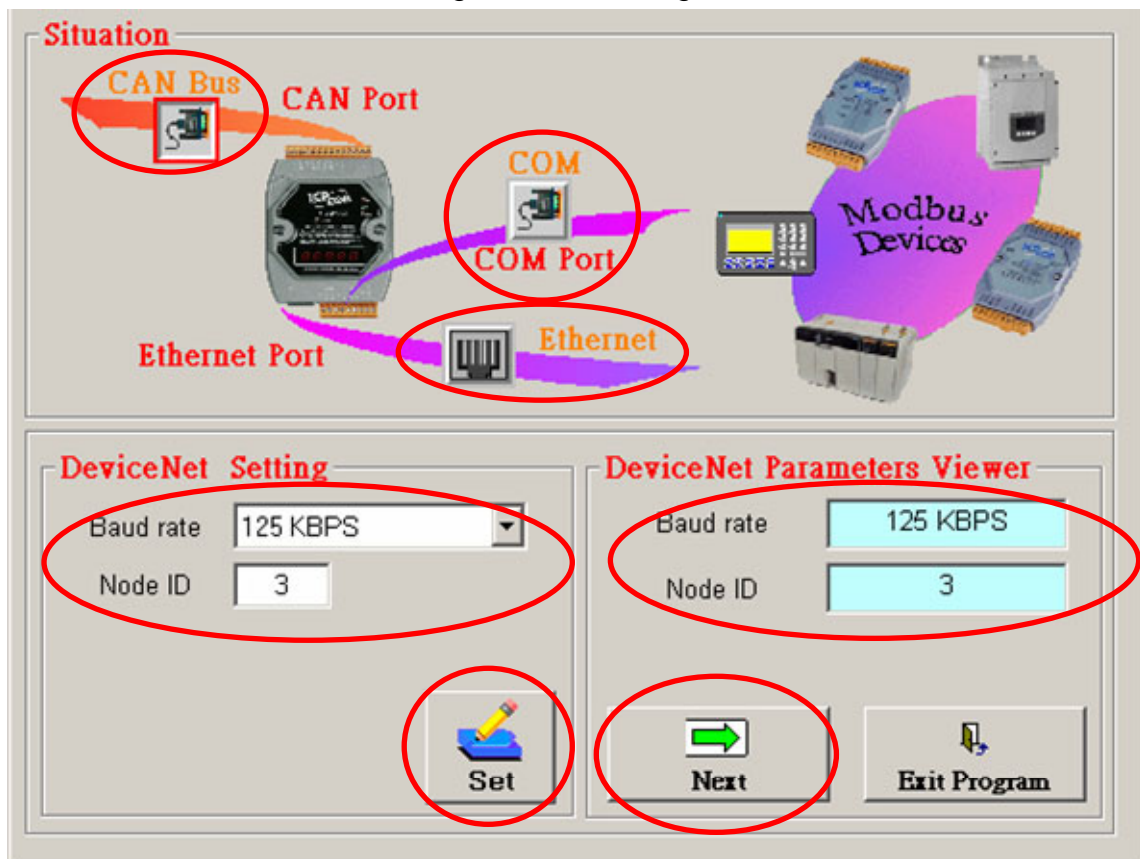 Situation
CAN Bus
CAN Port
COM
COM Port
Ethernet Port
Ethernet
Modbus
Devices
DeviceNet Setting
Baud rate 125 KBPS
Node ID 3
Set
DeviceNet Parameters Viewer
Baud rate 125 KBPS
Node ID 3
Next
Exit Program